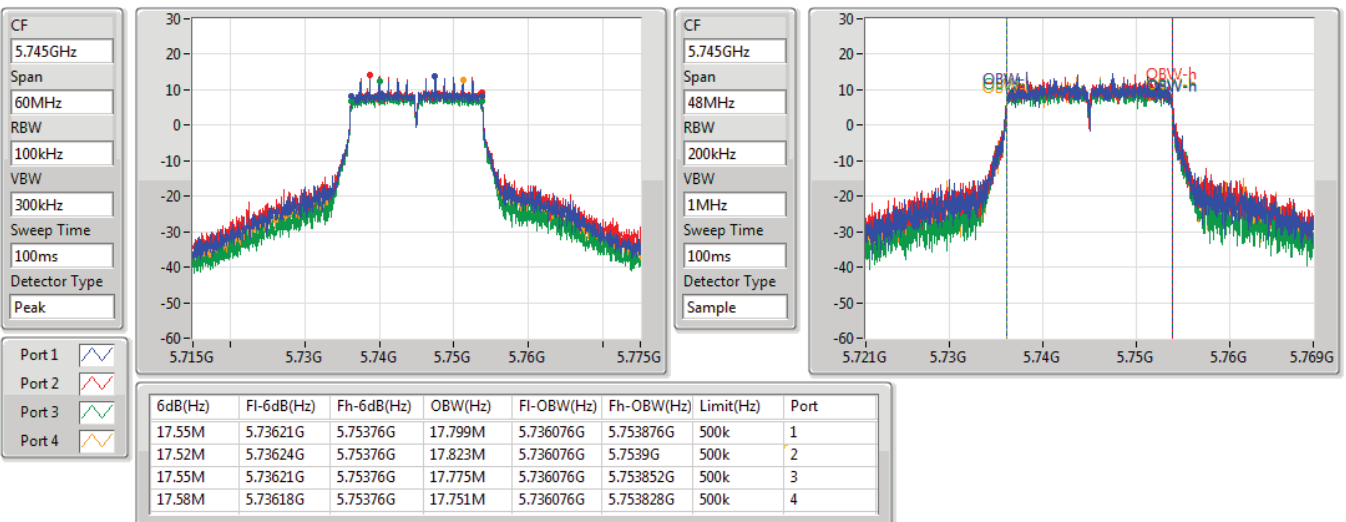 CF
5.745GHz
Span
60MHz
RBW
100kHz
VBW
300kHz
Sweep Time
100ms
Detector Type
Peak
30
20
10
0
-10
-20
-30
-40
-50
-60
5.715G 5.73G 5.74G 5.75G 5.76G 5.775G
CF
5.745GHz
Span
48MHz
RBW
200kHz
VBW
1MHz
Sweep Time
100ms
Detector Type
Sample
30
20
10
0
-10
-20
-30
-40
-50
-60
OBW-h
OBW-h
5.721G 5.73G 5.74G 5.75G 5.76G 5.769G
Port 1
Port 2
Port 3
Port 4
6dB(Hz) Fl-6dB(Hz) Fh-6dB(Hz) OBW(Hz) Fl-OBW(Hz) Fh-OBW(Hz) Limit(Hz) Port
17.55M 5.73621G 5.75376G 17.799M 5.736076G 5.753876G 500k 1
17.52M 5.73624G 5.75376G 17.823M 5.736076G 5.7539G 500k 2
17.55M 5.73621G 5.75376G 17.775M 5.736076G 5.753852G 500k 3
17.58M 5.73618G 5.75376G 17.751M 5.736076G 5.753828G 500k 4